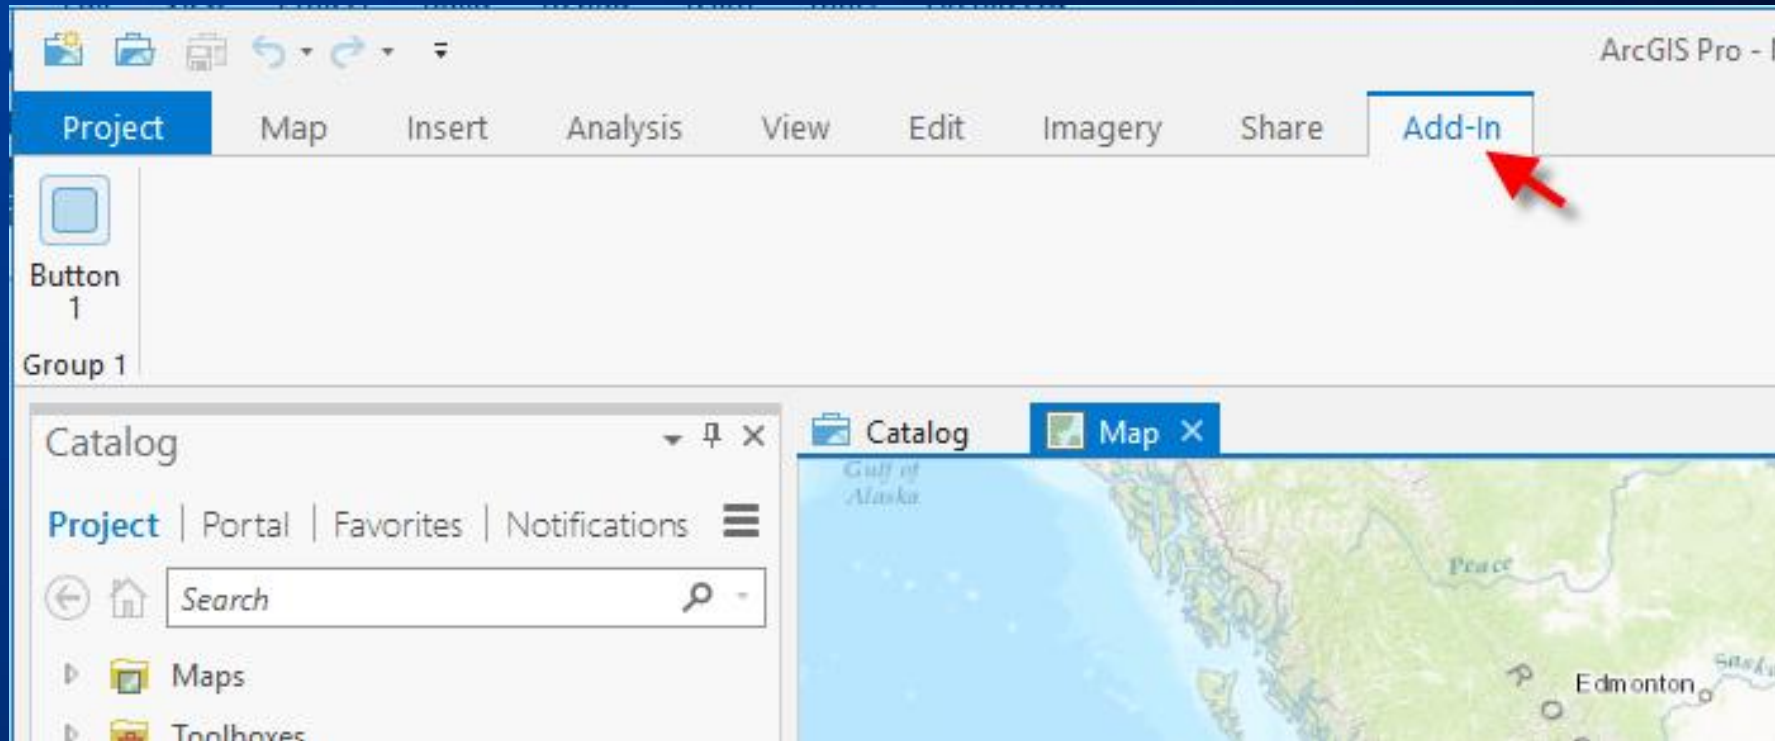 ArcGIS Pro -
Project Map Insert Analysis View Edit Imagery Share Add-In
Button
1
Group 1
Catalog
Catalog Map
Gulf of
Alaska
Project | Portal | Favorites | Notifications
Search
Peace
Maps
Edmonton
R
O
Toolboxes